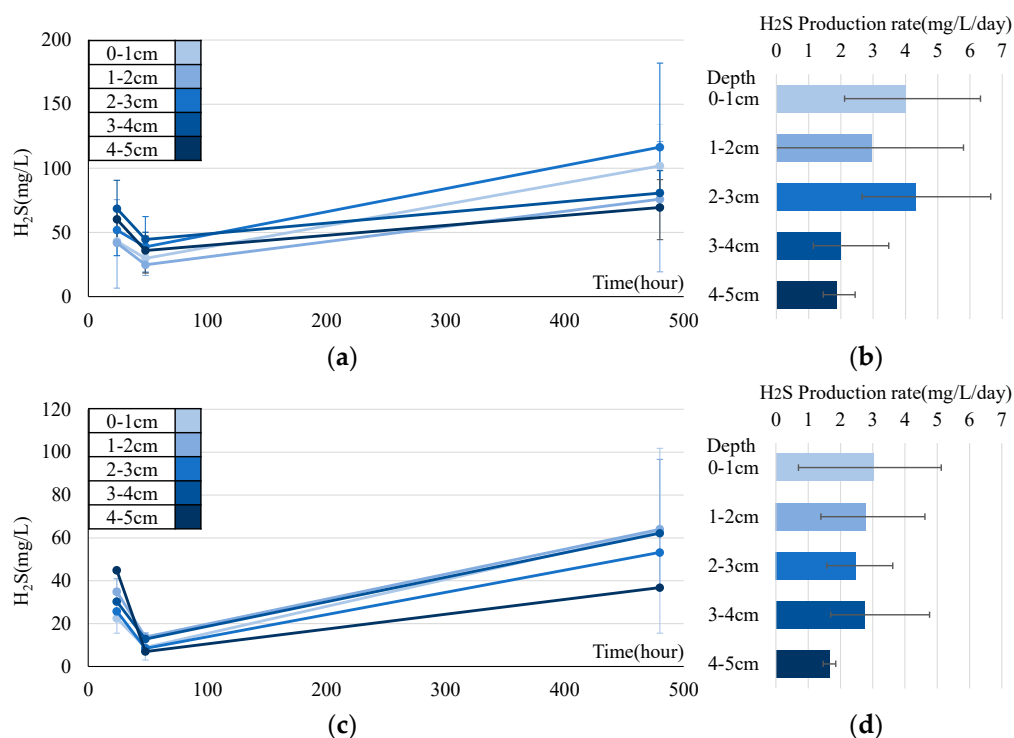 200
150
100
50
0
H₂S(mg/L)
0-1cm
1-2cm
2-3cm
3-4cm
4-5cm
Time(hour)
0 100 200 300 400 500
(a)
H2S Production rate(mg/L/day)
0 1 2 3 4 5 6 7
Depth
0-1cm
1-2cm
2-3cm
3-4cm
4-5cm
(b)
120
100
80
60
40
20
0
H₂S(mg/L)
0-1cm
1-2cm
2-3cm
3-4cm
4-5cm
Time(hour)
0 100 200 300 400 500
(c)
H2S Production rate(mg/L/day)
0 1 2 3 4 5 6 7
Depth
0-1cm
1-2cm
2-3cm
3-4cm
4-5cm
(d)